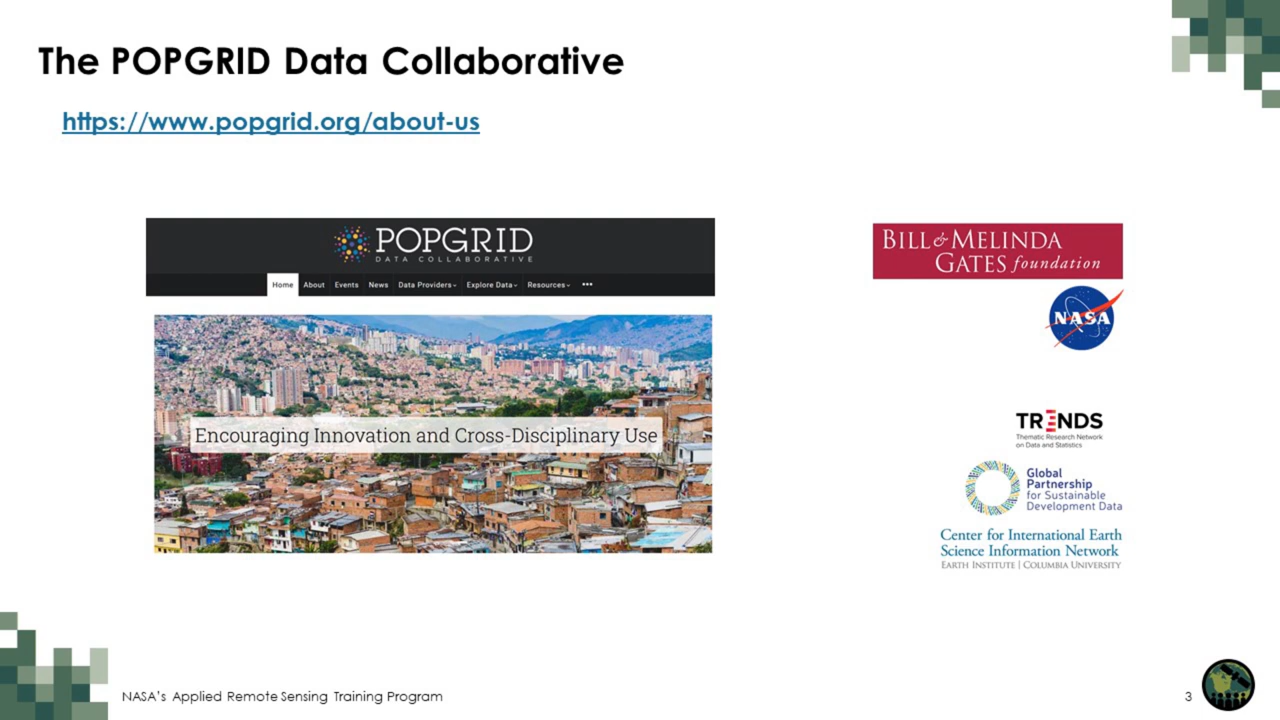 The POPGRID Data Collaborative
https://www.popgrid.org/about-us
POPGRID
DATA COLLABORATIVE
Home About Events News Data Providers Explore Data Resources •••
Encouraging Innovation and Cross-Disciplinary Use
BILL & MELINDA
GATES foundation
NASA
TRENDS
Thematic Research Network
on Data and Statistics
Global
Partnership
for Sustainable
Development Data
Center for International Earth
Science Information Network
EARTH INSTITUTE | COLUMBIA UNIVERSITY
NASA's Applied Remote Sensing Training Program
3